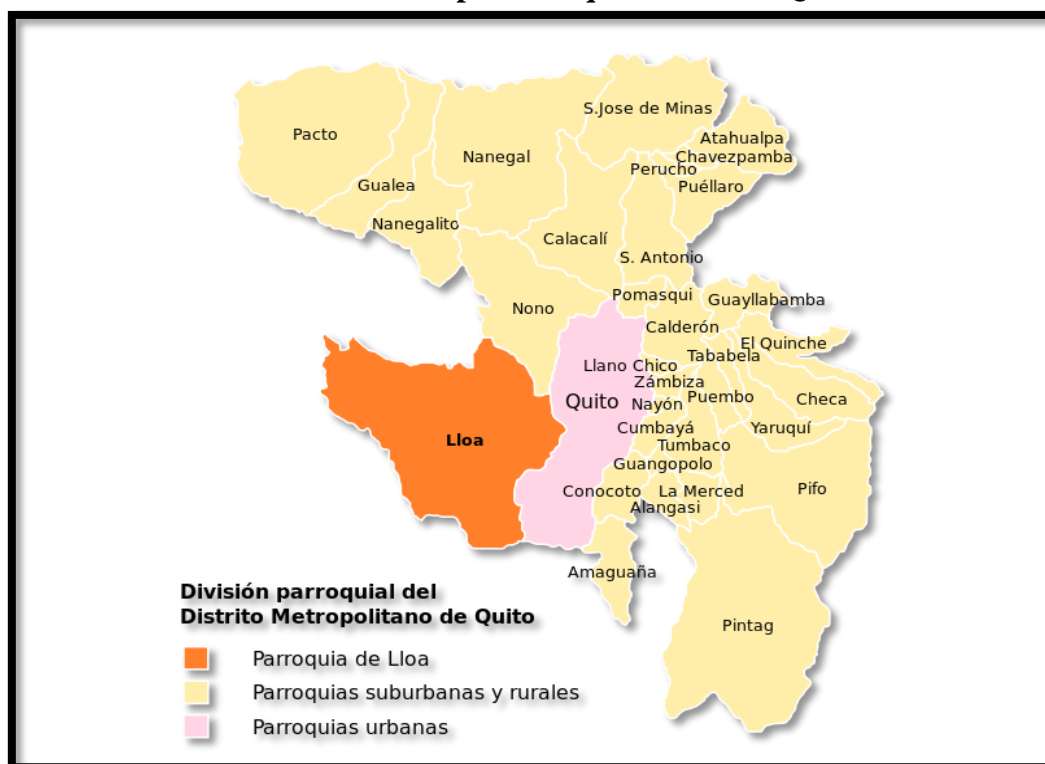 S.Jose de Minas
Pacto
Atahualpa
Nanegal
Chavezpamba
Perucho
Gualea
Puéllaro
Nanegalito
Calacalí
S. Antonio
Pomasqui
Guayllabamba
Nono
Calderón
El Quinche
Tababela
Llano Chico
Zámbiza
Puembo
Checa
Quito
Nayón
Cumbayá
Yaruquí
Lloa
Tumbaco
Guangopolo
Conocoto
La Merced
Pifo
Alangasi
Amaguaña
Pintag
División parroquial del
Distrito Metropolitano de Quito
Parroquia de Lloa
Parroquias suburbanas y rurales
Parroquias urbanas